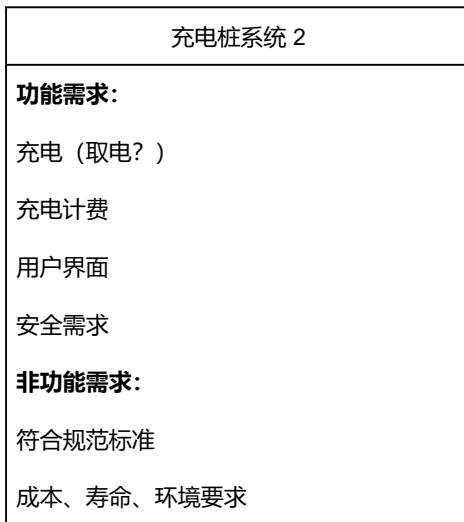 充电桩系统 2
功能需求：
充电（取电？）
充电计费
用户界面
安全需求
非功能需求：
符合规范标准
成本、寿命、环境要求